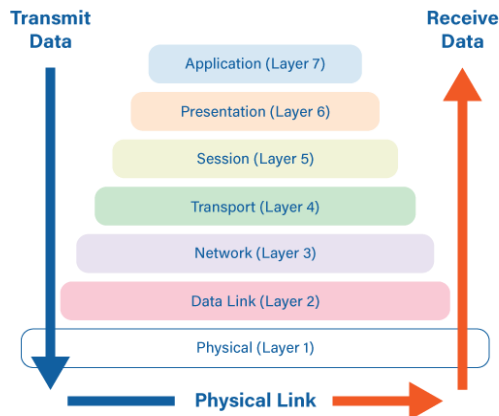 Transmit
Data
Receive
Data
Application (Layer 7)
Presentation (Layer 6)
Session (Layer 5)
Transport (Layer 4)
Network (Layer 3)
Data Link (Layer 2)
Physical (Layer 1)
Physical Link